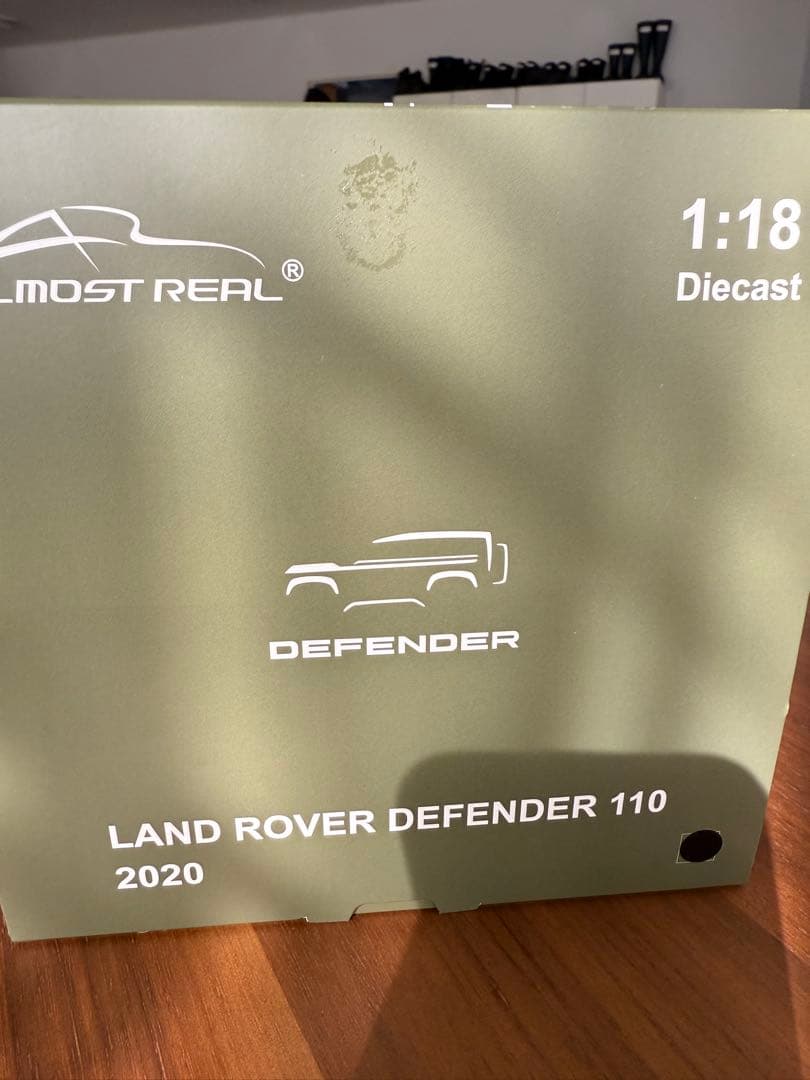 LMOST REAL®
1:18
Diecast
DEFENDER
LAND ROVER DEFENDER 110
2020